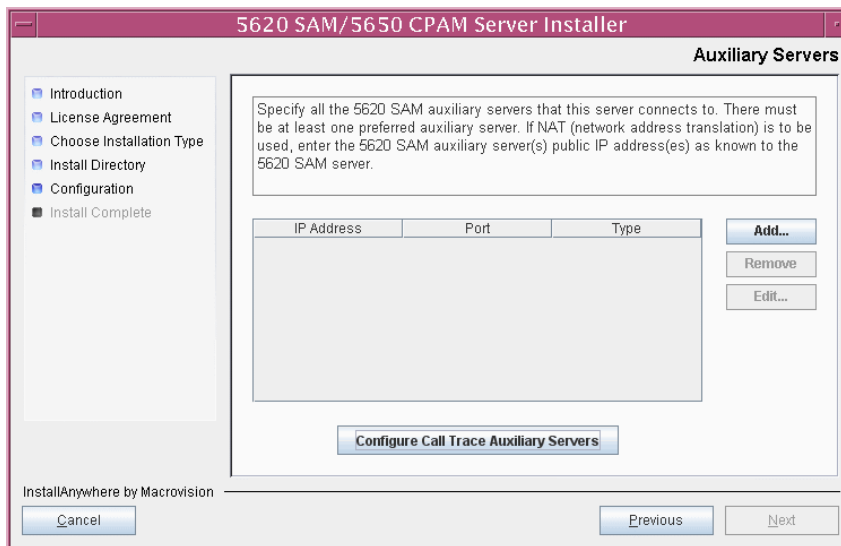 5620 SAM/5650 CPAM Server Installer
Auxiliary Servers
Introduction
License Agreement
Choose Installation Type
Install Directory
Configuration
Install Complete
Specify all the 5620 SAM auxiliary servers that this server connects to. There must
be at least one preferred auxiliary server. If NAT (network address translation) is to be
used, enter the 5620 SAM auxiliary server(s) public IP address(es) as known to the
5620 SAM server.
IP Address Port Type
Add...
Remove
Edit...
Configure Call Trace Auxiliary Servers
InstallAnywhere by Macrovision
Cancel Previous Next